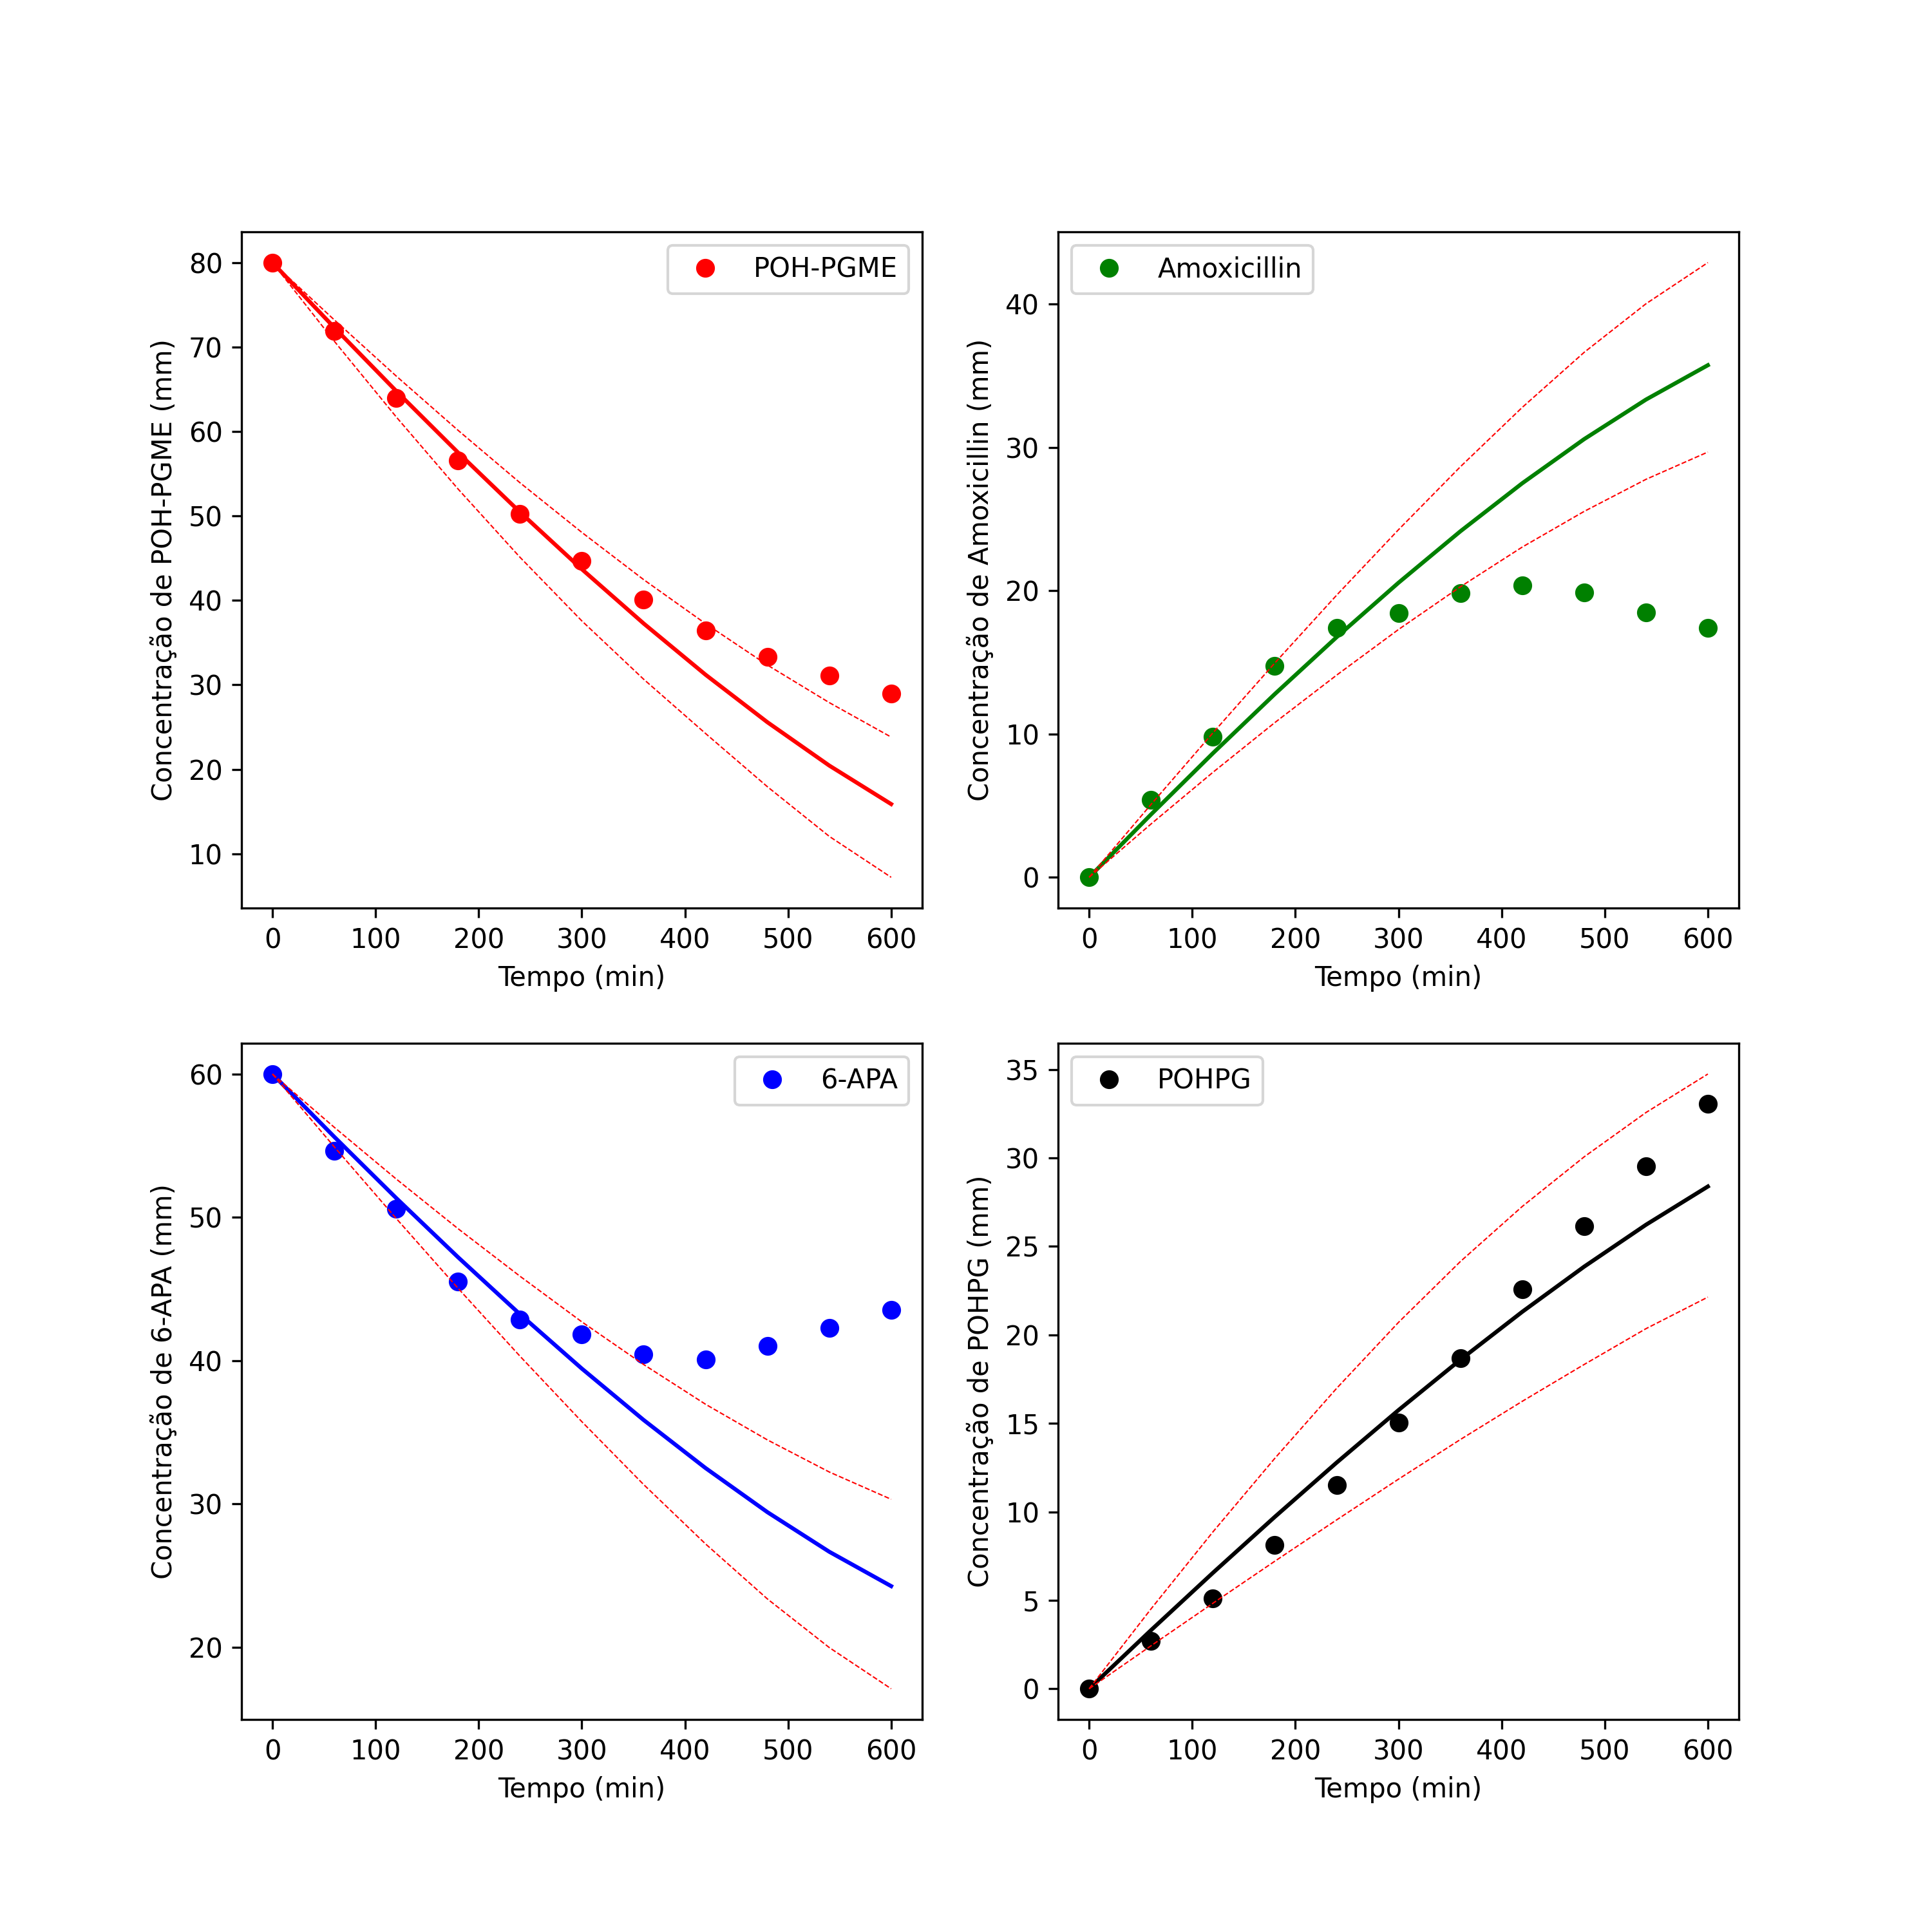 POH-PGME
Concentração de POH-PGME (mm)
80
70
60
50
40
30
20
10
0 100 200 300 400 500 600
Tempo (min)
Amoxicillin
Concentração de Amoxicillin (mm)
40
30
20
10
0
0 100 200 300 400 500 600
Tempo (min)
6-APA
Concentração de 6-APA (mm)
60
50
40
30
20
0 100 200 300 400 500 600
Tempo (min)
POHPG
Concentração de POHPG (mm)
35
30
25
20
15
10
5
0
0 100 200 300 400 500 600
Tempo (min)